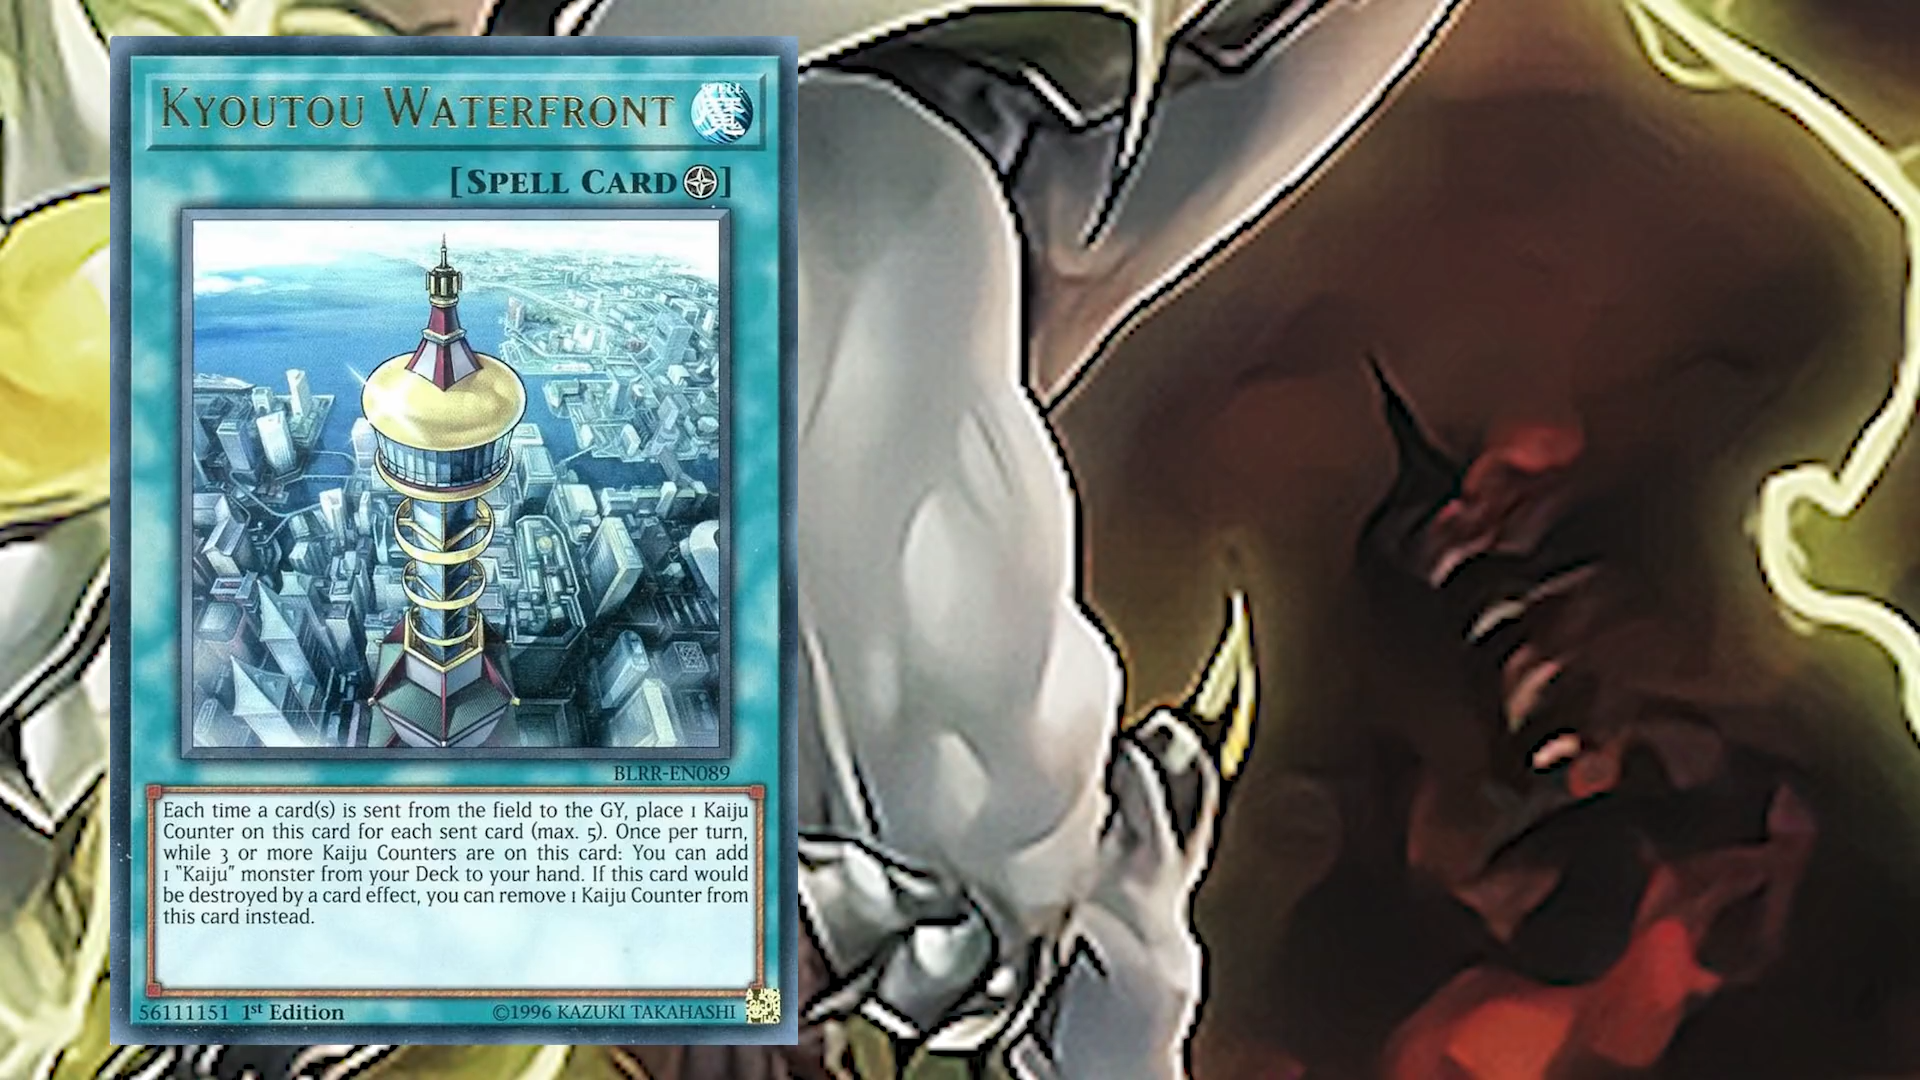 KYOUTOU WATERFRONT
SPELL
魔
[SPELL CARD]
BLRR-EN089
Each time a card(s) is sent from the field to the GY, place 1 Kaiju
Counter on this card for each sent card (max. 5). Once per turn,
while 3 or more Kaiju Counters are on this card: You can add
1 "Kaiju" monster from your Deck to your hand. If this card would
be destroyed by a card effect, you can remove 1 Kaiju Counter from
this card instead.
56111151 1st Edition ©1996 KAZUKI TAKAHASHI